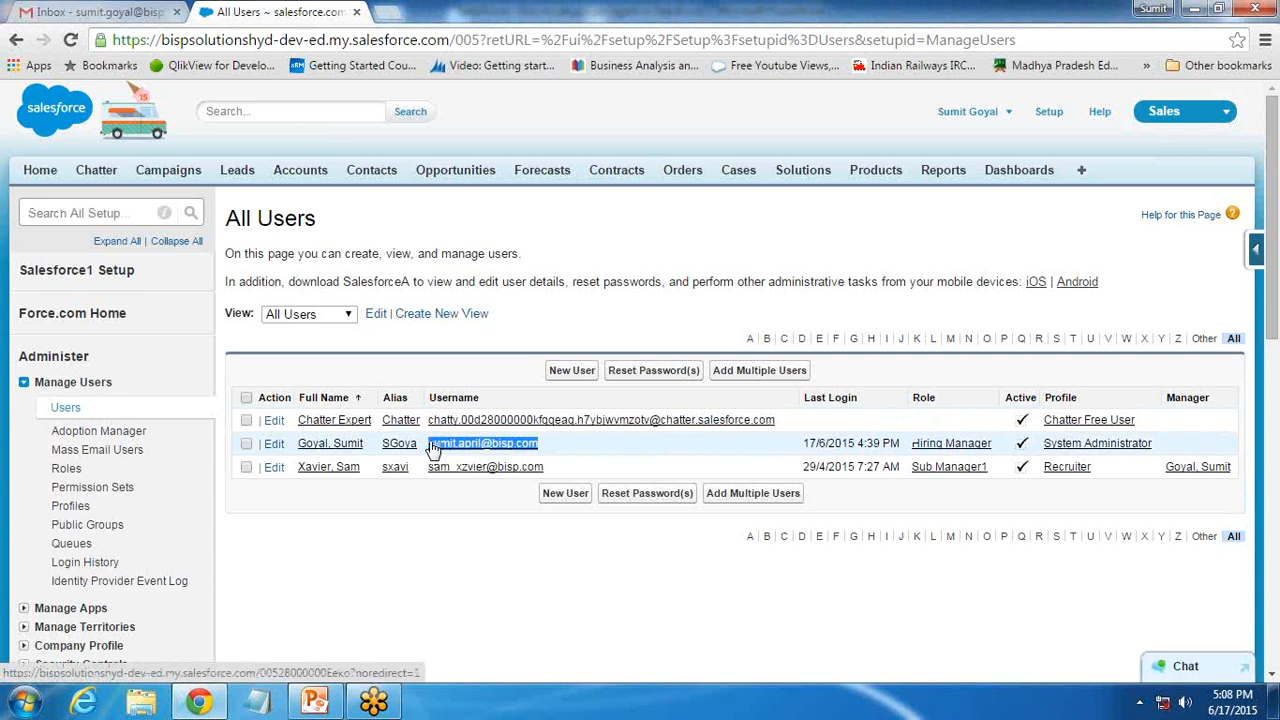 Inbox - sumit.goyal@bisp
All Users ~ salesforce.com
Sumit
https://bispsolutionshyd-dev-ed.my.salesforce.com/005?retURL=%2Fui%2Fsetup%2FSetup%3Fsetupid%3DUsers&setupid=ManageUsers
Apps
Bookmarks
QlikView for Develo...
Getting Started Cou...
Video: Getting start...
Business Analysis an...
Free Youtube Views,...
Indian Railways IRC...
Madhya Pradesh Ed...
»
Other bookmarks
salesforce
15
Search...
Search
Sumit Goyal
Setup
Help
Sales
Home Chatter Campaigns Leads Accounts Contacts Opportunities Forecasts Contracts Orders Cases Solutions Products Reports Dashboards +
Search All Setup...
Expand All | Collapse All
Salesforce1 Setup
Force.com Home
Administer
Manage Users
Users
Adoption Manager
Mass Email Users
Roles
Permission Sets
Profiles
Public Groups
Queues
Login History
Identity Provider Event Log
Manage Apps
Manage Territories
Company Profile
All Users
Help for this Page ?
On this page you can create, view, and manage users.
In addition, download SalesforceA to view and edit user details, reset passwords, and perform other administrative tasks from your mobile devices: iOS | Android
View: All Users Edit | Create New View
A B C D E F G H I J K L M N O P Q R S T U V W X Y Z Other All
New User Reset Password(s) Add Multiple Users
Action Full Name Alias Username Last Login Role Active Profile Manager
| Edit Chatter Expert Chatter Chatter Free User
| Edit Goyal, Sumit SGoya 17/6/2015 4:39 PM Hiring Manager System Administrator
| Edit Xavier, Sam sxavi sam_xzvier@bisp.com 29/4/2015 7:27 AM Sub Manager1 Recruiter Goyal, Sumit
New User Reset Password(s) Add Multiple Users
A B C D E F G H I J K L M N O P Q R S T U V W X Y Z Other All
Chat
5:08 PM
6/17/2015